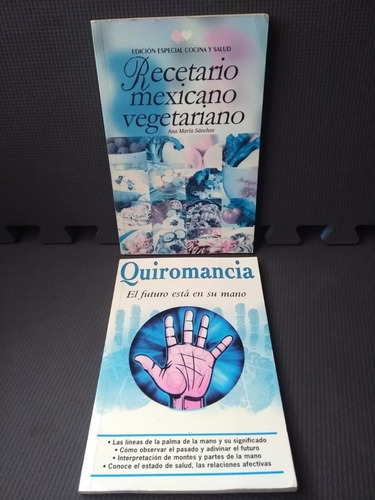 EDICIÓN ESPECIAL COCINA Y SALUD
Recetario
mexicano
vegetariano
Ana María Sánchez
Quiromancia
El futuro está en su mano
• Las líneas de la palma de la mano y su significado
• Cómo observar el pasado y adivinar el futuro
• Interpretación de montes y partes de la mano
• Conoce el estado de salud, las relaciones afectivas